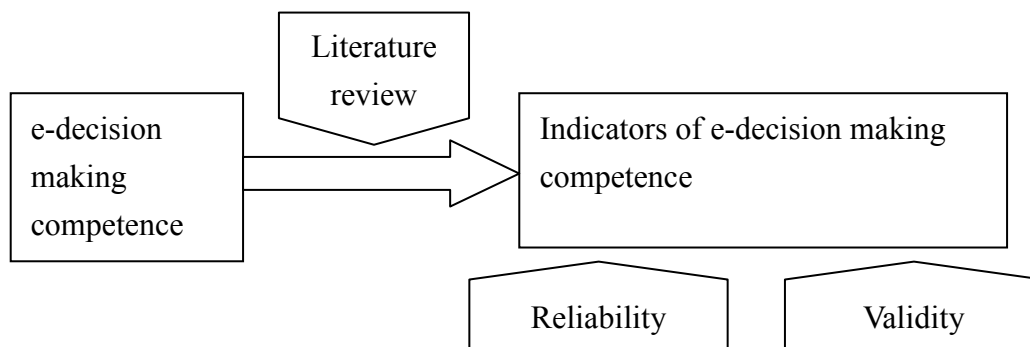 Literature
review
e-decision
making
competence
Indicators of e-decision making
competence
Reliability
Validity